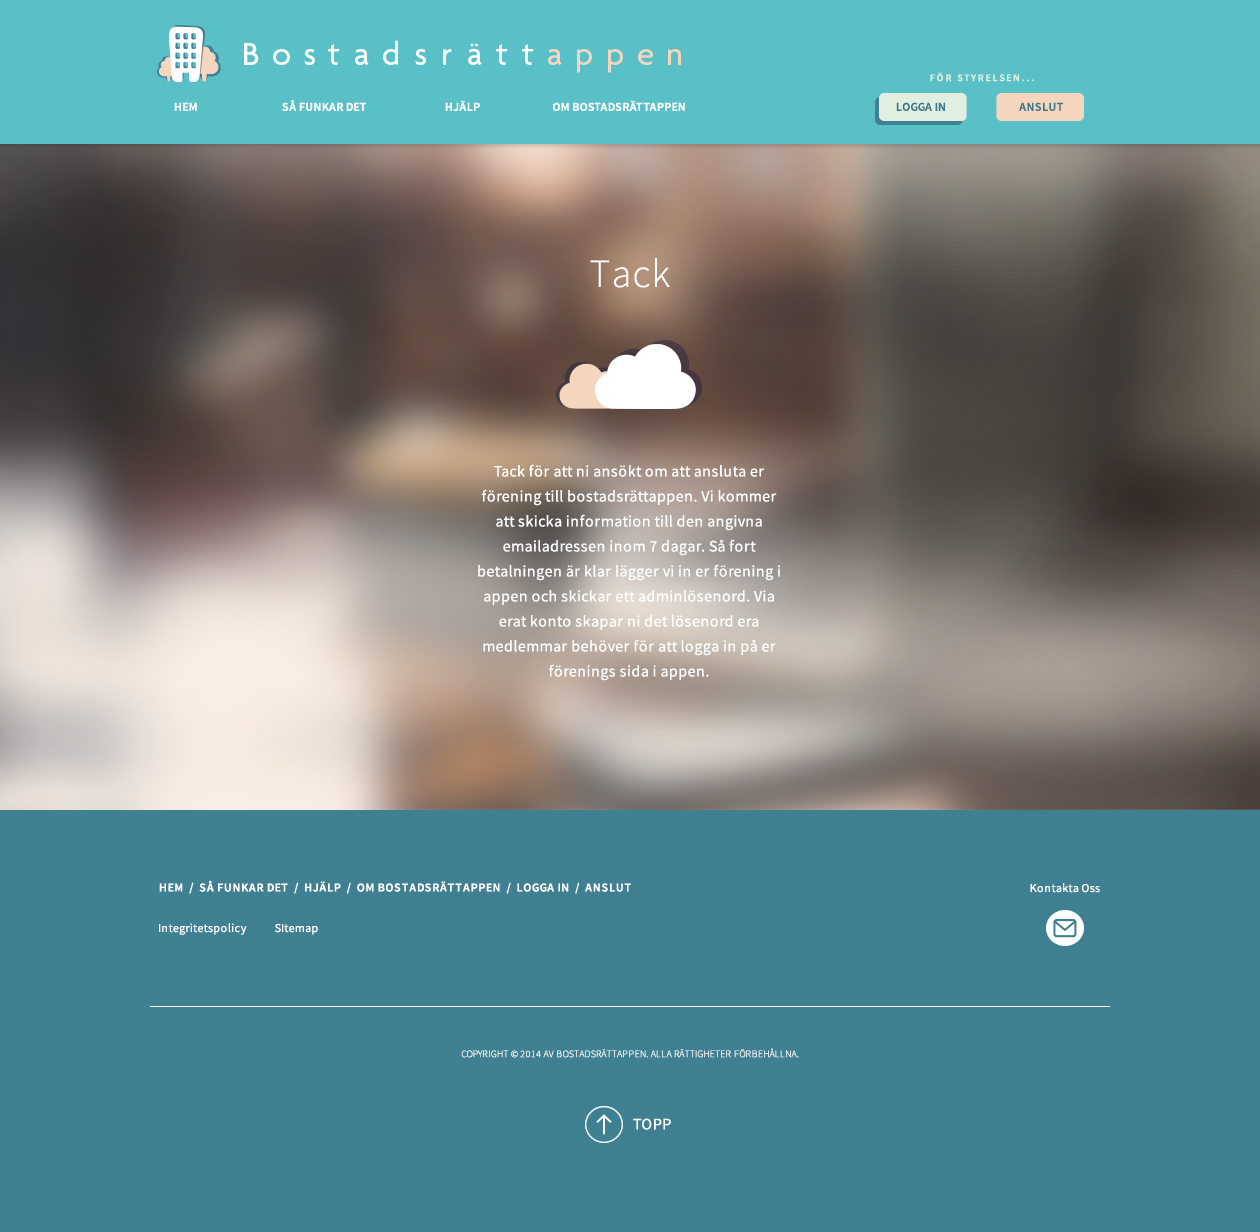 Bostadsrättappen
FÖR STYRELSEN...
HEM SÅ FUNKAR DET HJÄLP OM BOSTADSRÄTTAPPEN LOGGA IN ANSLUT
Tack
Tack för att ni ansökt om att ansluta er
förening till bostadsrättappen. Vi kommer
att skicka information till den angivna
emailadressen inom 7 dagar. Så fort
betalningen är klar lägger vi in er förening i
appen och skickar ett adminlösenord. Via
erat konto skapar ni det lösenord era
medlemmar behöver för att logga in på er
förenings sida i appen.
HEM / SÅ FUNKAR DET / HJÄLP / OM BOSTADSRÄTTAPPEN / LOGGA IN / ANSLUT
Kontakta Oss
Integritetspolicy SItemap
COPYRIGHT © 2014 AV BOSTADSRÄTTAPPEN. ALLA RÄTTIGHETER FÖRBEHÅLLNA.
TOPP